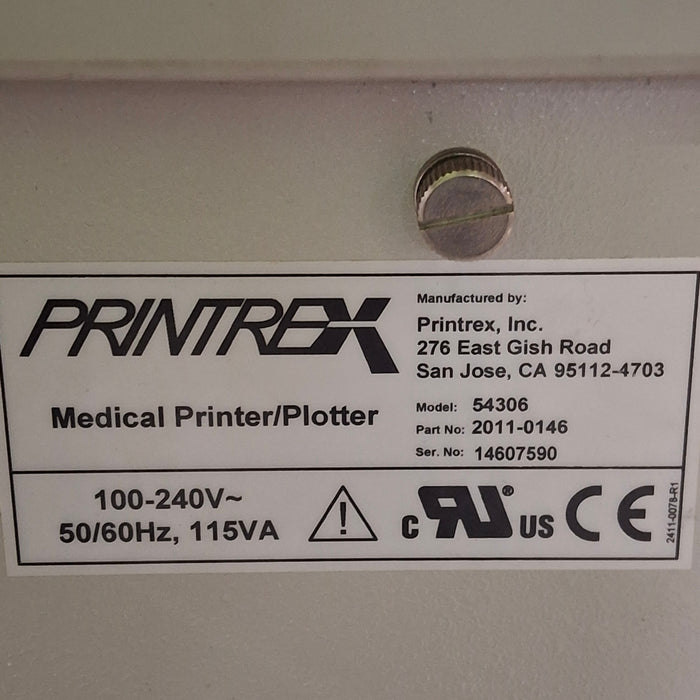 PRINTREX
Medical Printer/Plotter
Manufactured by:
Printrex, Inc.
276 East Gish Road
San Jose, CA 95112-4703
Model: 54306
Part No: 2011-0146
Ser. No: 14607590
100-240V~
50/60Hz, 115VA
!
c RU® US CE
2411-0078-R1